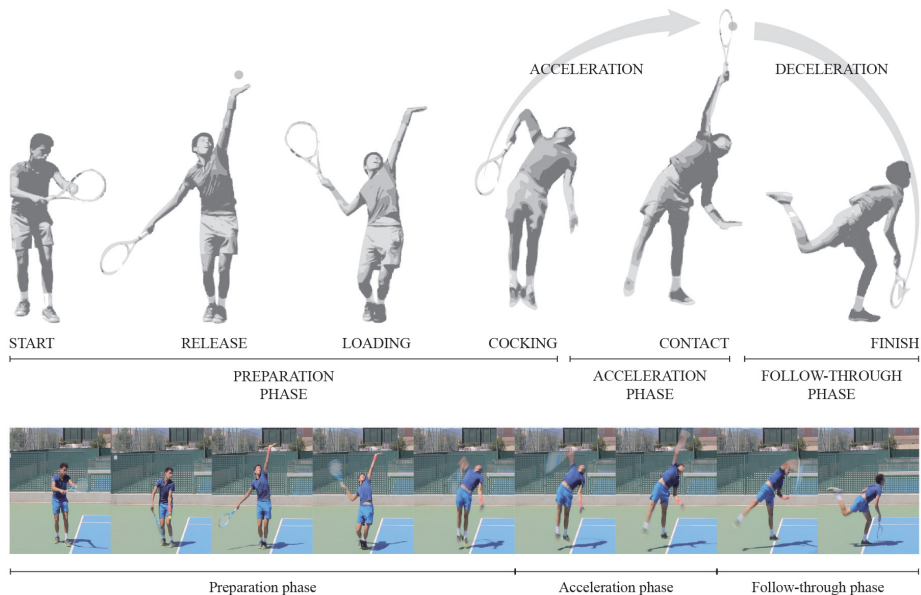 ACCELERATION
DECELERATION
START
RELEASE
LOADING
COCKING
CONTACT
FINISH
PREPARATION
PHASE
ACCELERATION
PHASE
FOLLOW-THROUGH
PHASE
Preparation phase
Acceleration phase
Follow-through phase